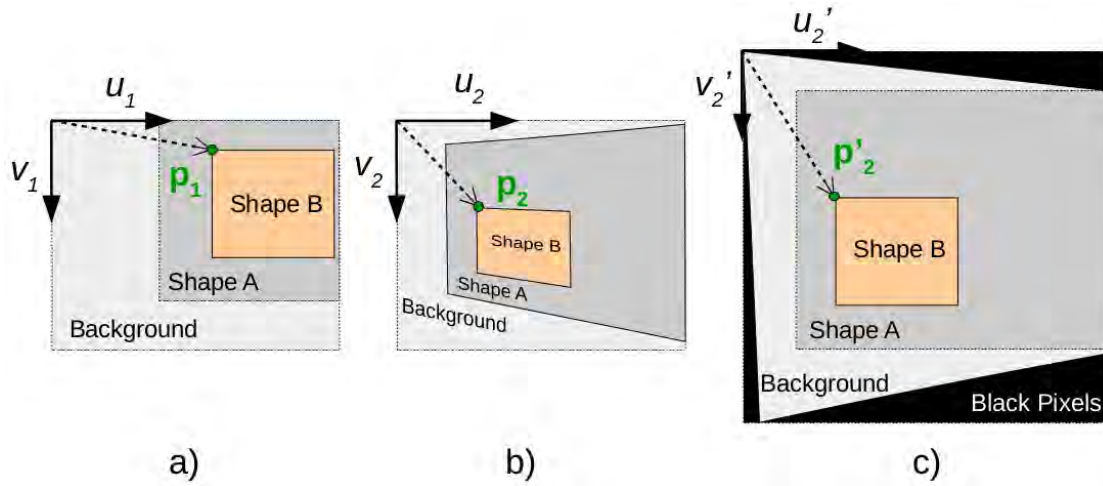 u1
v1
p1
Shape B
Shape A
Background
a)
u2
v2
p2
Shape B
Shape A
Background
b)
u2’
v2’
p’2
Shape B
Shape A
Background
Black Pixels
c)